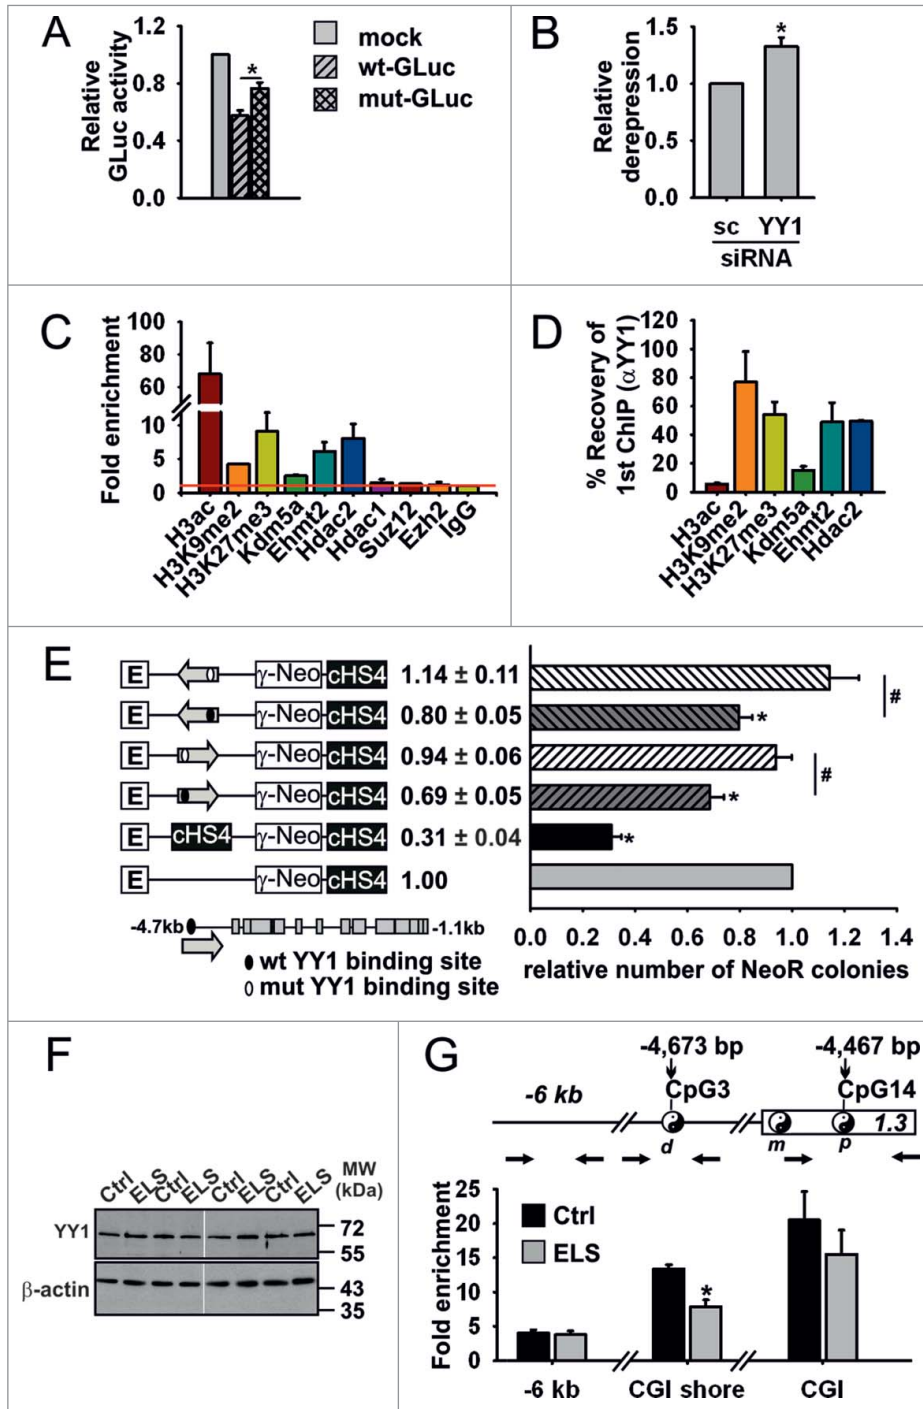 A
Relative
GLuc activity
1.2
0.8
0.4
0.0
*
mock
wt-GLuc
mut-GLuc
B
Relative
derepression
1.5
1.0
0.5
0.0
*
sc YY1
siRNA
C
Fold enrichment
100
80
60
10
5
0
H3ac
H3K9me2
H3K27me3
Kdm5a
Ehmt2
Hdac2
Hdac1
Suz12
Ezh2
IgG
D
% Recovery of
1st ChIP (αYY1)
120
100
80
60
40
20
0
H3ac
H3K9me2
H3K27me3
Kdm5a
Ehmt2
Hdac2
E
E γ-Neo cHS4 1.14 ± 0.11
#
E γ-Neo cHS4 0.80 ± 0.05 *
E γ-Neo cHS4 0.94 ± 0.06
#
E γ-Neo cHS4 0.69 ± 0.05 *
E cHS4 γ-Neo cHS4 0.31 ± 0.04 *
E γ-Neo cHS4 1.00
-4.7kb -1.1kb
wt YY1 binding site
mut YY1 binding site
0.0 0.2 0.4 0.6 0.8 1.0 1.2 1.4
relative number of NeoR colonies
F
Ctrl ELS Ctrl ELS Ctrl ELS Ctrl ELS
MW
(kDa)
YY1
72
55
β-actin
43
35
G
-4,673 bp -4,467 bp
-6 kb CpG3 CpG14
1.3
d m p
Fold enrichment
25
20
15
10
5
0
Ctrl
ELS
*
-6 kb CGI shore CGI